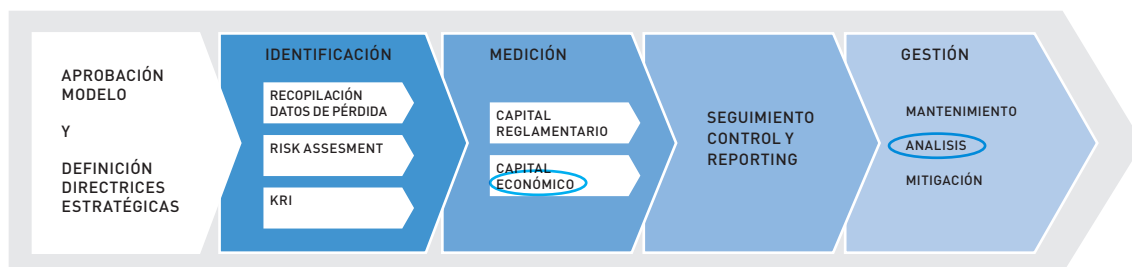 APROBACIÓN
MODELO
Y
DEFINICIÓN
DIRECTRICES
ESTRATÉGICAS
IDENTIFICACIÓN
RECOPILACIÓN
DATOS DE PÉRDIDA
RISK ASSESMENT
KRI
MEDICIÓN
CAPITAL
REGLAMENTARIO
CAPITAL
ECONÓMICO
SEGUIMIENTO
CONTROL Y
REPORTING
GESTIÓN
MANTENIMIENTO
ANALISIS
MITIGACIÓN